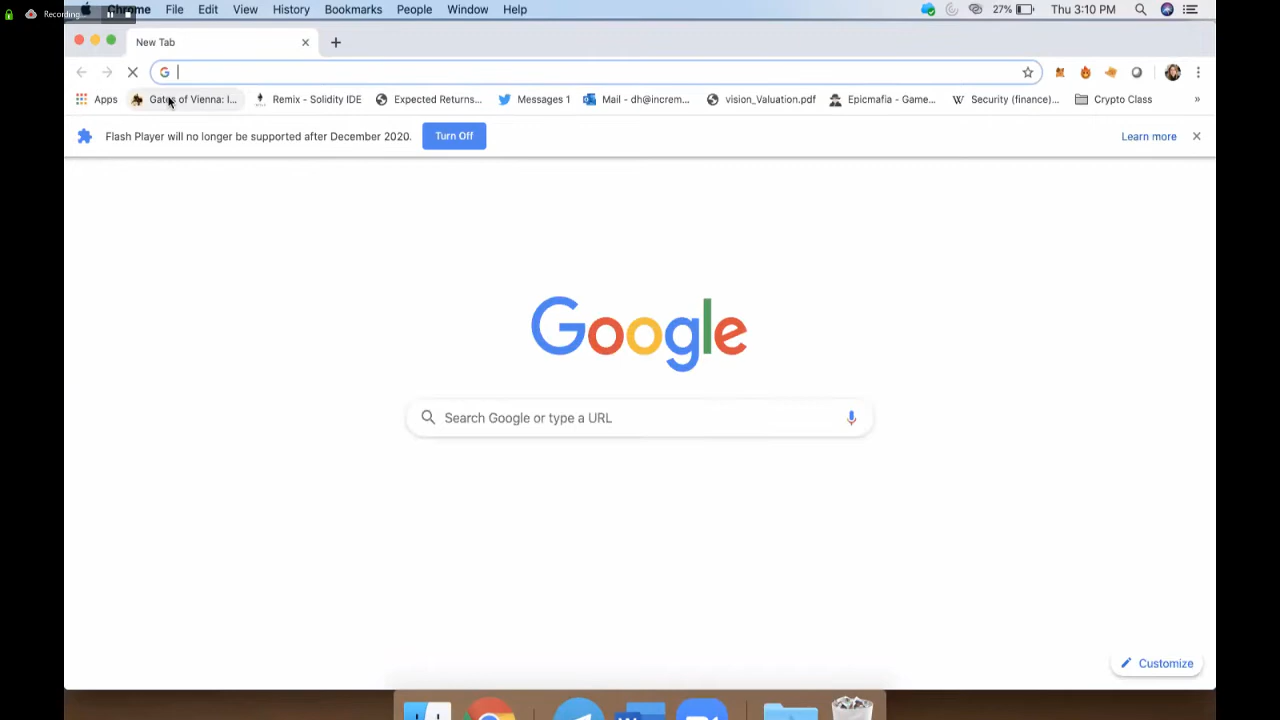 Recording...
Chrome File Edit View History Bookmarks People Window Help 27% Thu 3:10 PM
New Tab
Apps Gates of Vienna: I... Remix - Solidity IDE Expected Returns... Messages 1 Mail - dh@increm... vision_Valuation.pdf Epicmafia - Game... Security (finance)... Crypto Class »
Flash Player will no longer be supported after December 2020. Turn Off Learn more
Google
Search Google or type a URL
Customize